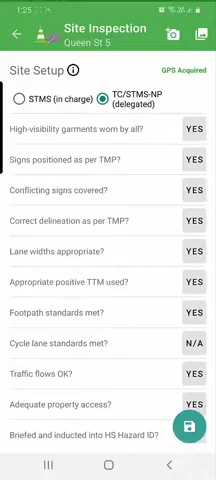 1:25
Site Inspection
Queen St 5
Site Setup
GPS Acquired
STMS (in charge)
TC/STMS-NP
(delegated)
High-visibility garments worn by all? YES
Signs positioned as per TMP? YES
Conflicting signs covered? YES
Correct delineation as per TMP? YES
Lane widths appropriate? YES
Appropriate positive TTM used? YES
Footpath standards met? YES
Cycle lane standards met? N/A
Traffic flows OK? YES
Adequate property access? YES
Briefed and inducted into HS Hazard ID? YES